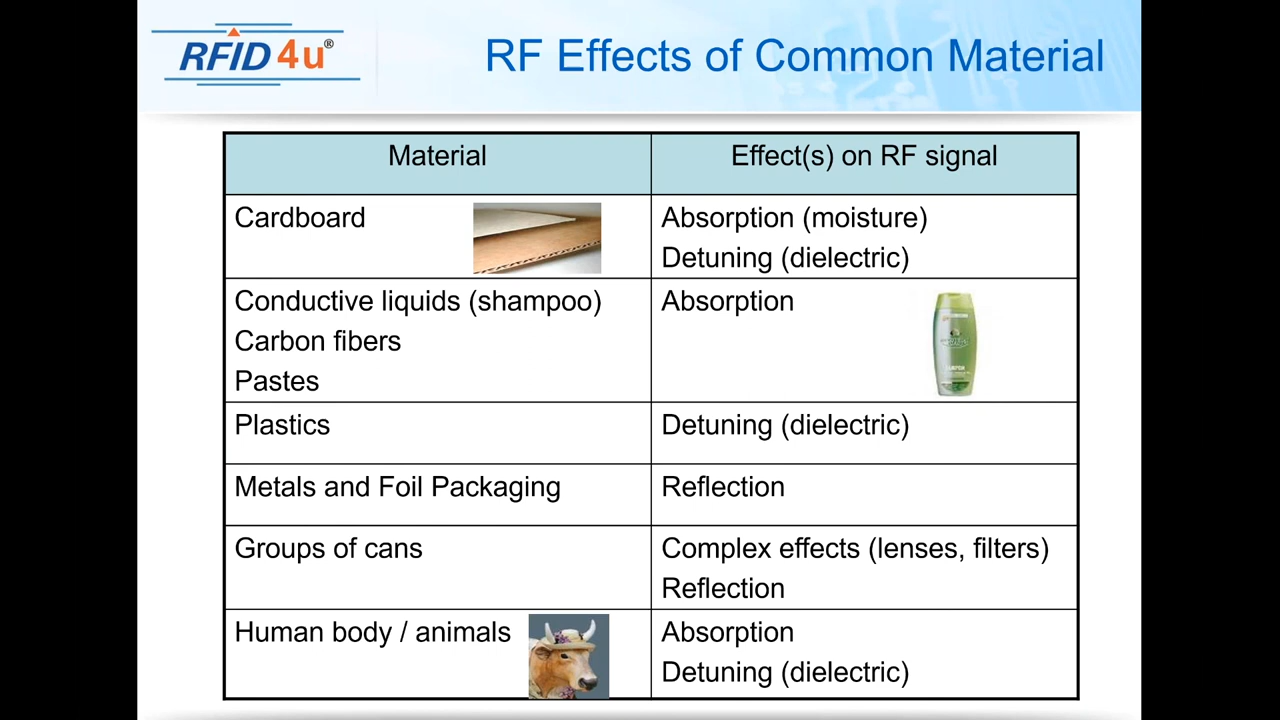 RFID4u®
RF Effects of Common Material
Material
Effect(s) on RF signal
Cardboard
Absorption (moisture)
Detuning (dielectric)
Conductive liquids (shampoo)
Carbon fibers
Pastes
Absorption
Plastics
Detuning (dielectric)
Metals and Foil Packaging
Reflection
Groups of cans
Complex effects (lenses, filters)
Reflection
Human body / animals
Absorption
Detuning (dielectric)